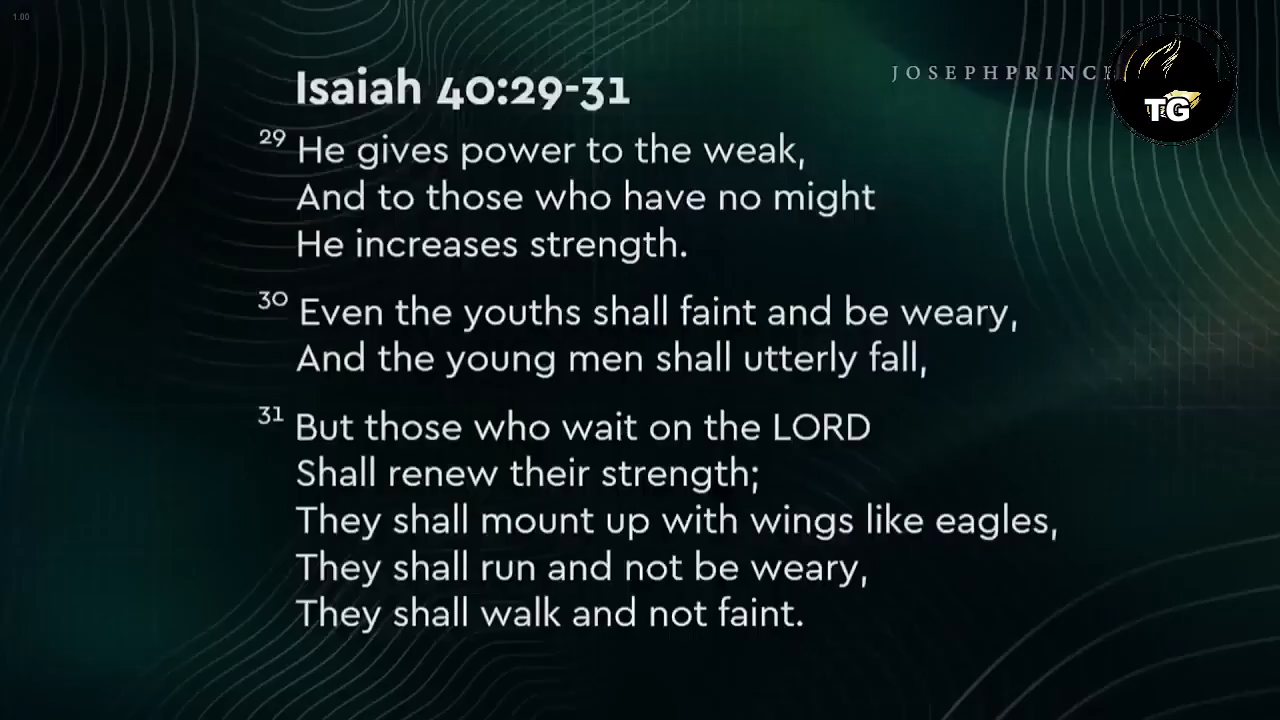 1.00
JOSEPHPRINC
TG
Isaiah 40:29-31
29 He gives power to the weak,
And to those who have no might
He increases strength.
30 Even the youths shall faint and be weary,
And the young men shall utterly fall,
31 But those who wait on the LORD
Shall renew their strength;
They shall mount up with wings like eagles,
They shall run and not be weary,
They shall walk and not faint.